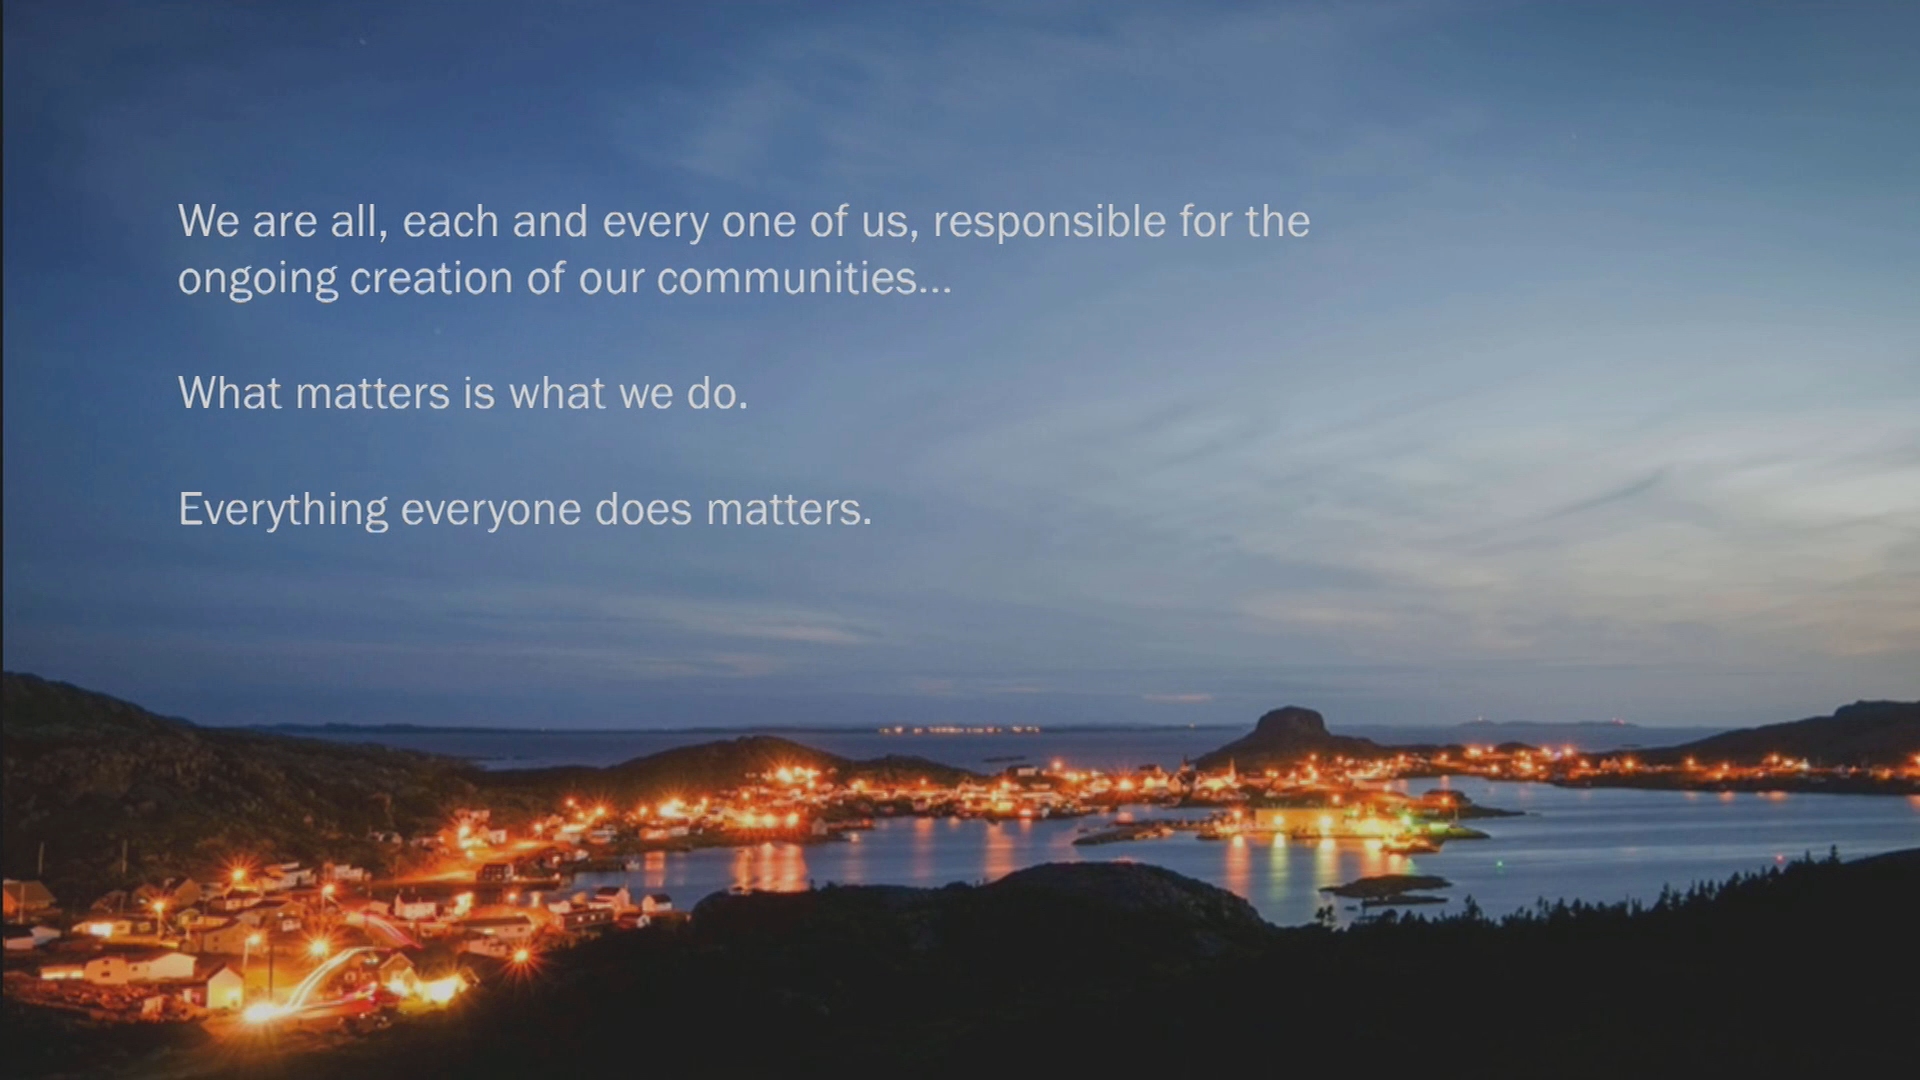 We are all, each and every one of us, responsible for the
ongoing creation of our communities...
What matters is what we do.
Everything everyone does matters.